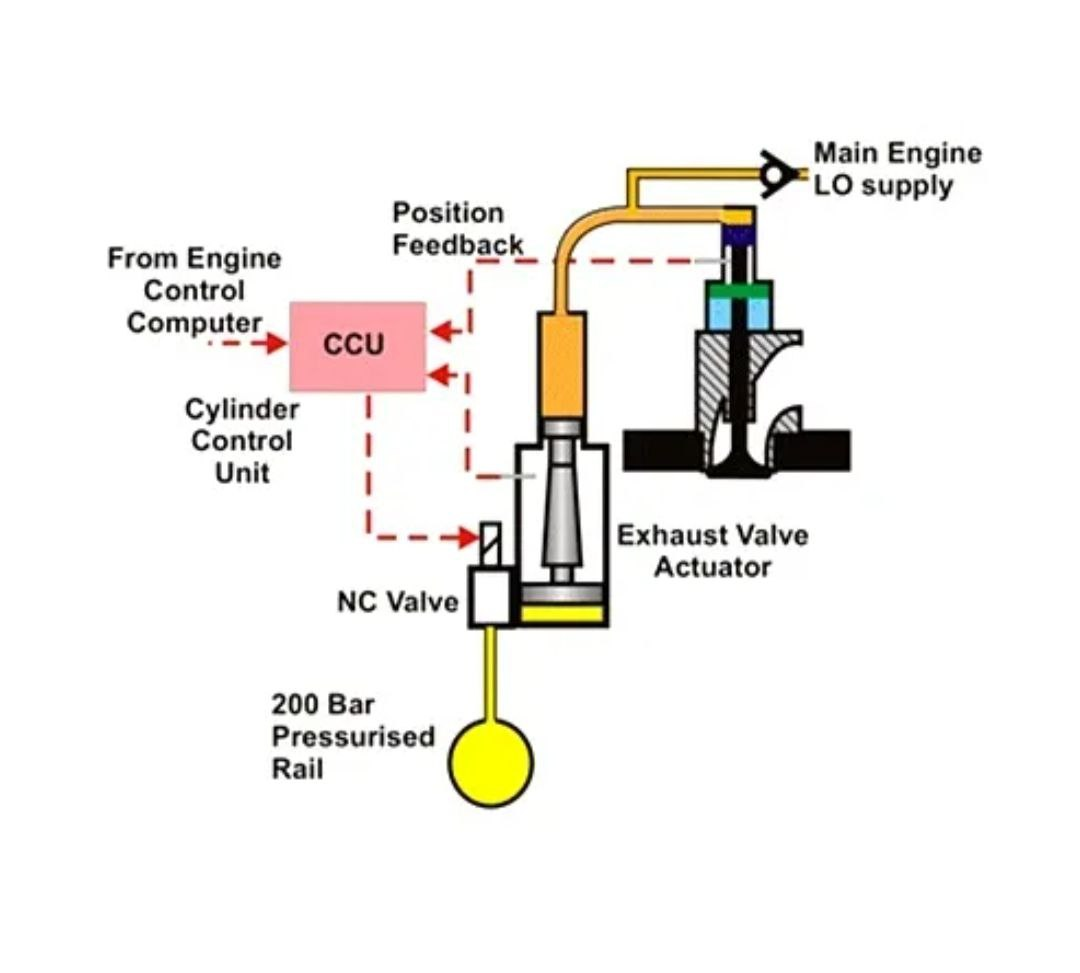 Main Engine
LO supply
Position
Feedback
From Engine
Control
Computer
CCU
Cylinder
Control
Unit
Exhaust Valve
Actuator
NC Valve
200 Bar
Pressurised
Rail